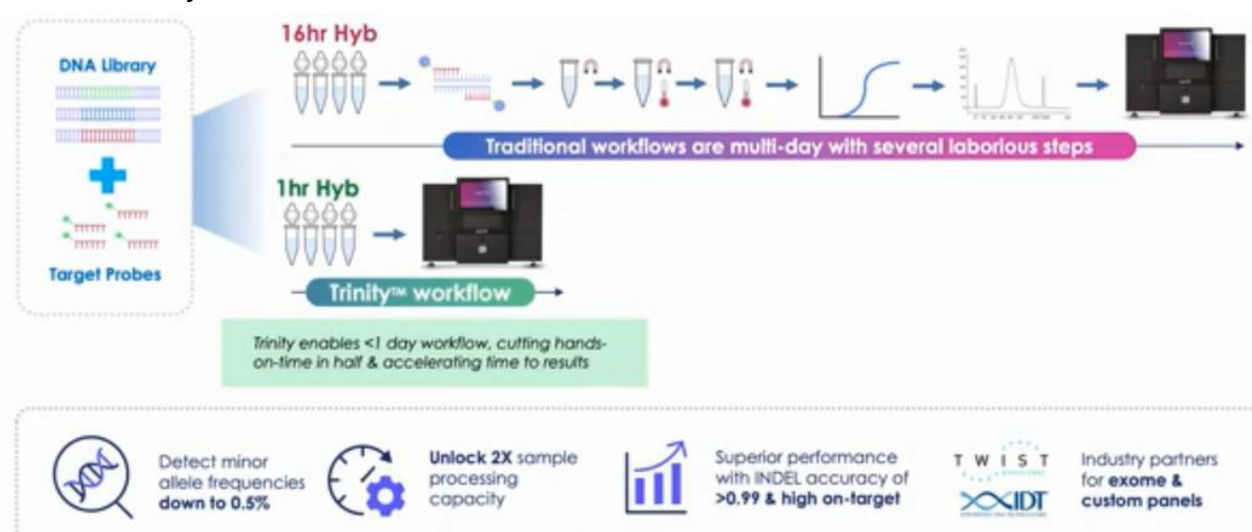 16hr Hyb
DNA Library
Target Probes
Traditional workflows are multi-day with several laborious steps
1hr Hyb
Trinity™ workflow
Trinity enables <1 day workflow, cutting hands-
on-time in half & accelerating time to results
Detect minor
allele frequencies
down to 0.5%
Unlock 2X sample
processing
capacity
Superior performance
with INDEL accuracy of
>0.99 & high on-target
TWIST
IDT
Industry partners
for exome &
custom panels